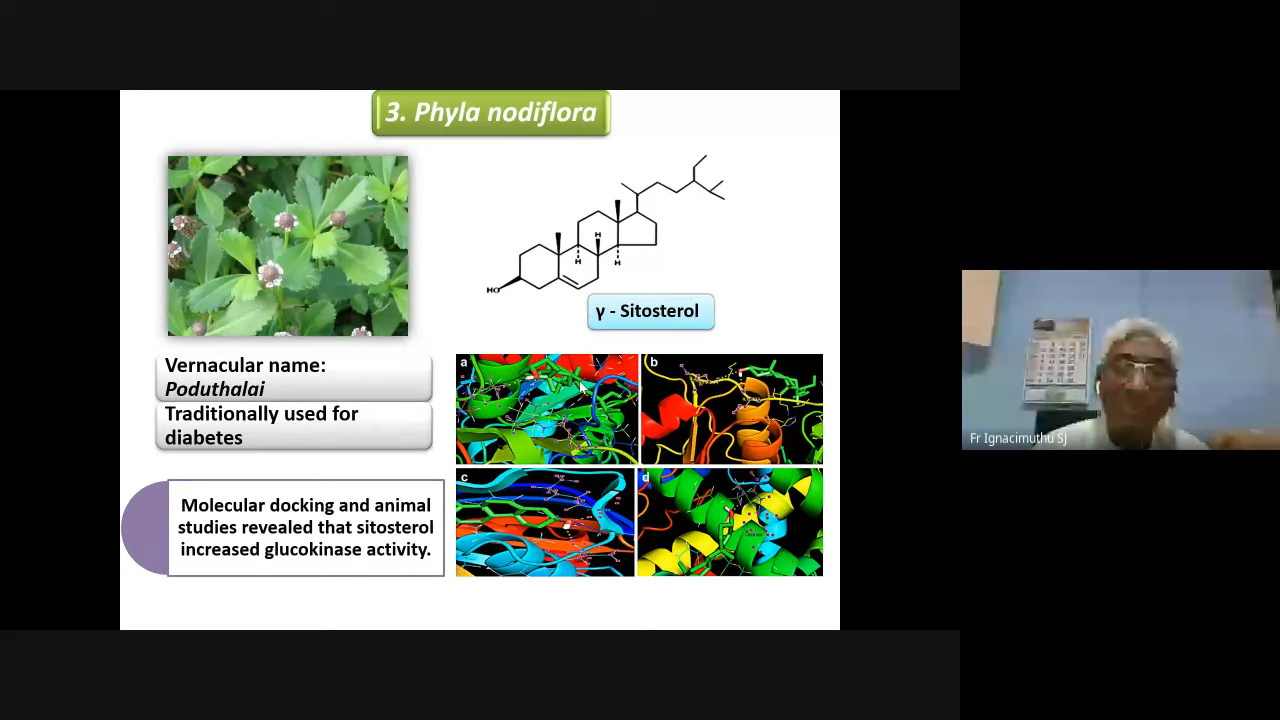 3. Phyla nodiflora
H
H
H
HO
γ - Sitosterol
Vernacular name:
Poduthalai
Traditionally used for
diabetes
Molecular docking and animal
studies revealed that sitosterol
increased glucokinase activity.
a
b
c
d
Fr Ignacimuthu SJ